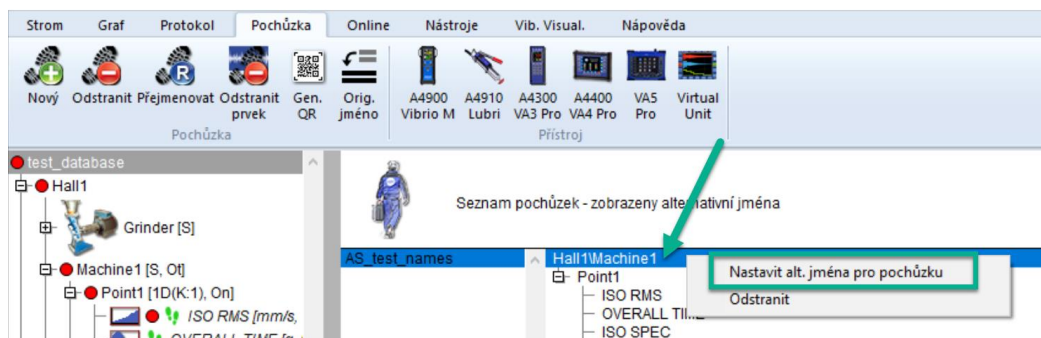 Strom Graf Protokol Pochůzka Online Nástroje Vib. Visual. Nápověda
Nový Odstranit Přejmenovat Odstranit prvek Gen. QR Orig. jméno A4900 Vibrio M A4910 Lubri A4300 VA3 Pro A4400 VA4 Pro VA5 Pro Virtual Unit
Pochůzka Přístroj
test_database
Hall1
Grinder [S]
Machine1 [S, Ot]
Point1 [1D(K:1), On]
ISO RMS [mm/s,
Seznam pochůzek - zobrazeny alternativní jména
AS_test_names
Hall1\Machine1
Point1
ISO RMS
OVERALL
ISO SPEC
Nastavit alt. jména pro pochůzku
Odstranit